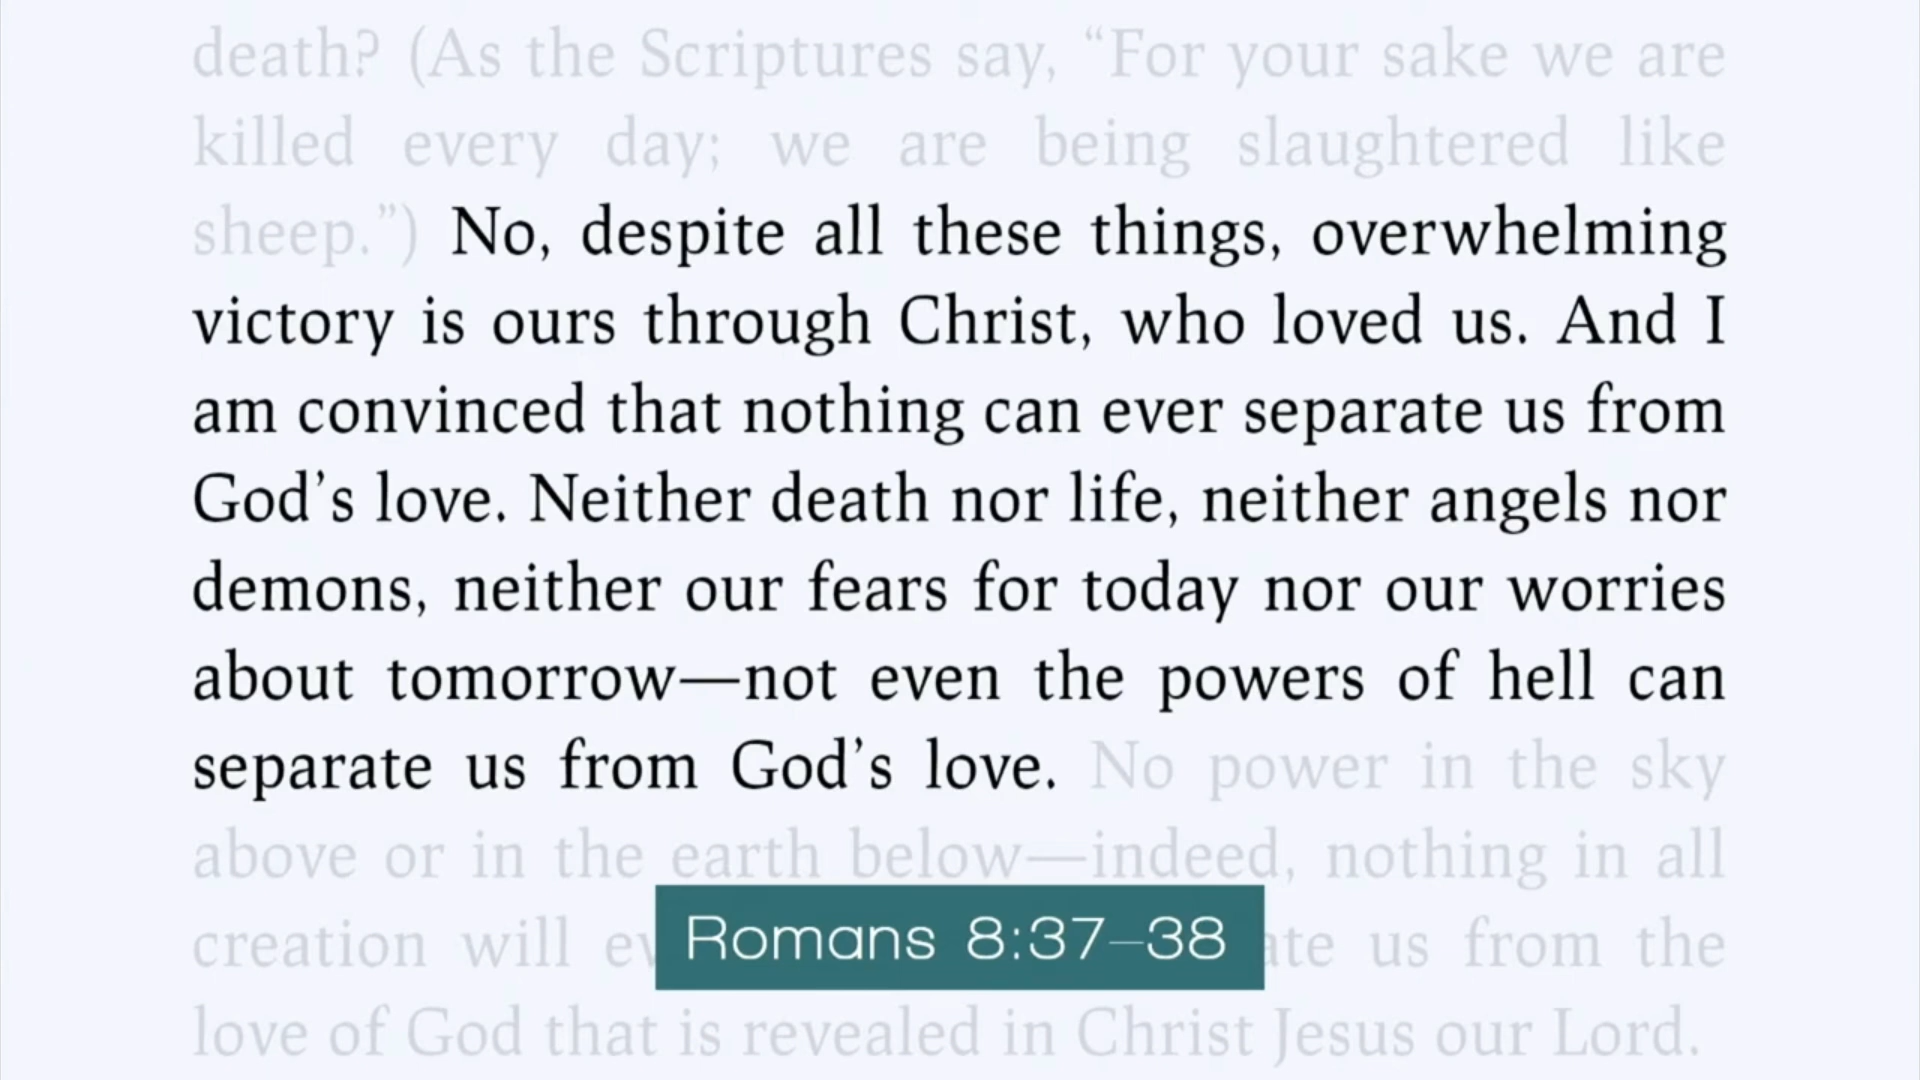 death? (As the Scriptures say, “For your sake we are
killed every day; we are being slaughtered like
sheep.”) No, despite all these things, overwhelming
victory is ours through Christ, who loved us. And I
am convinced that nothing can ever separate us from
God’s love. Neither death nor life, neither angels nor
demons, neither our fears for today nor our worries
about tomorrow—not even the powers of hell can
separate us from God’s love. No power in the sky
above or in the earth below—indeed, nothing in all
creation will us from the
love of God that is revealed in Christ Jesus our Lord.
Romans 8:37–38